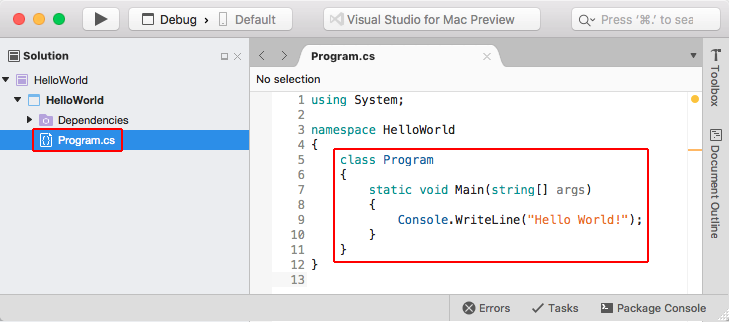 Debug › Default
Visual Studio for Mac Preview
Press '⌘.' to sea
Solution
HelloWorld
HelloWorld
Dependencies
Program.cs
Program.cs
No selection
1 using System;
2
3 namespace HelloWorld
4 {
5 class Program
6 {
7 static void Main(string[] args)
8 {
9 Console.WriteLine("Hello World!");
10 }
11 }
12 }
13
Toolbox
Document Outline
Errors
Tasks
Package Console